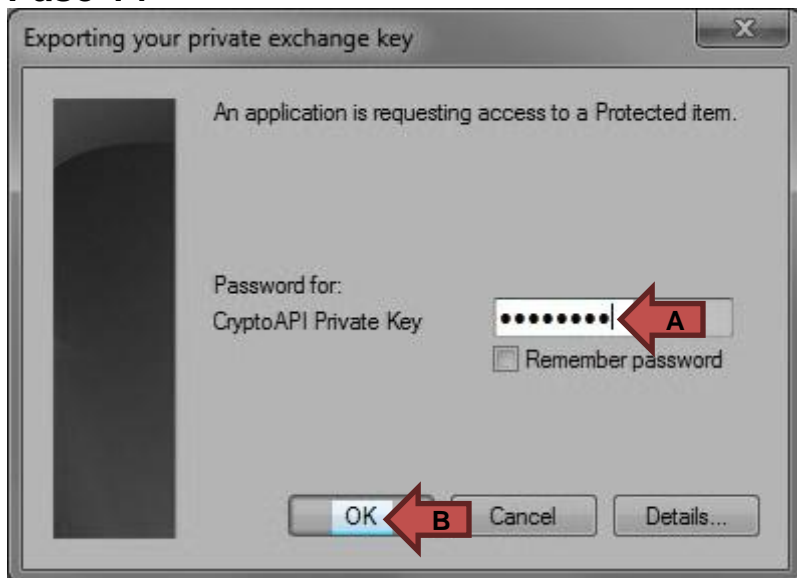 Exporting your private exchange key
An application is requesting access to a Protected item.
Password for:
CryptoAPI Private Key
A
Remember password
OK
B
Cancel
Details...